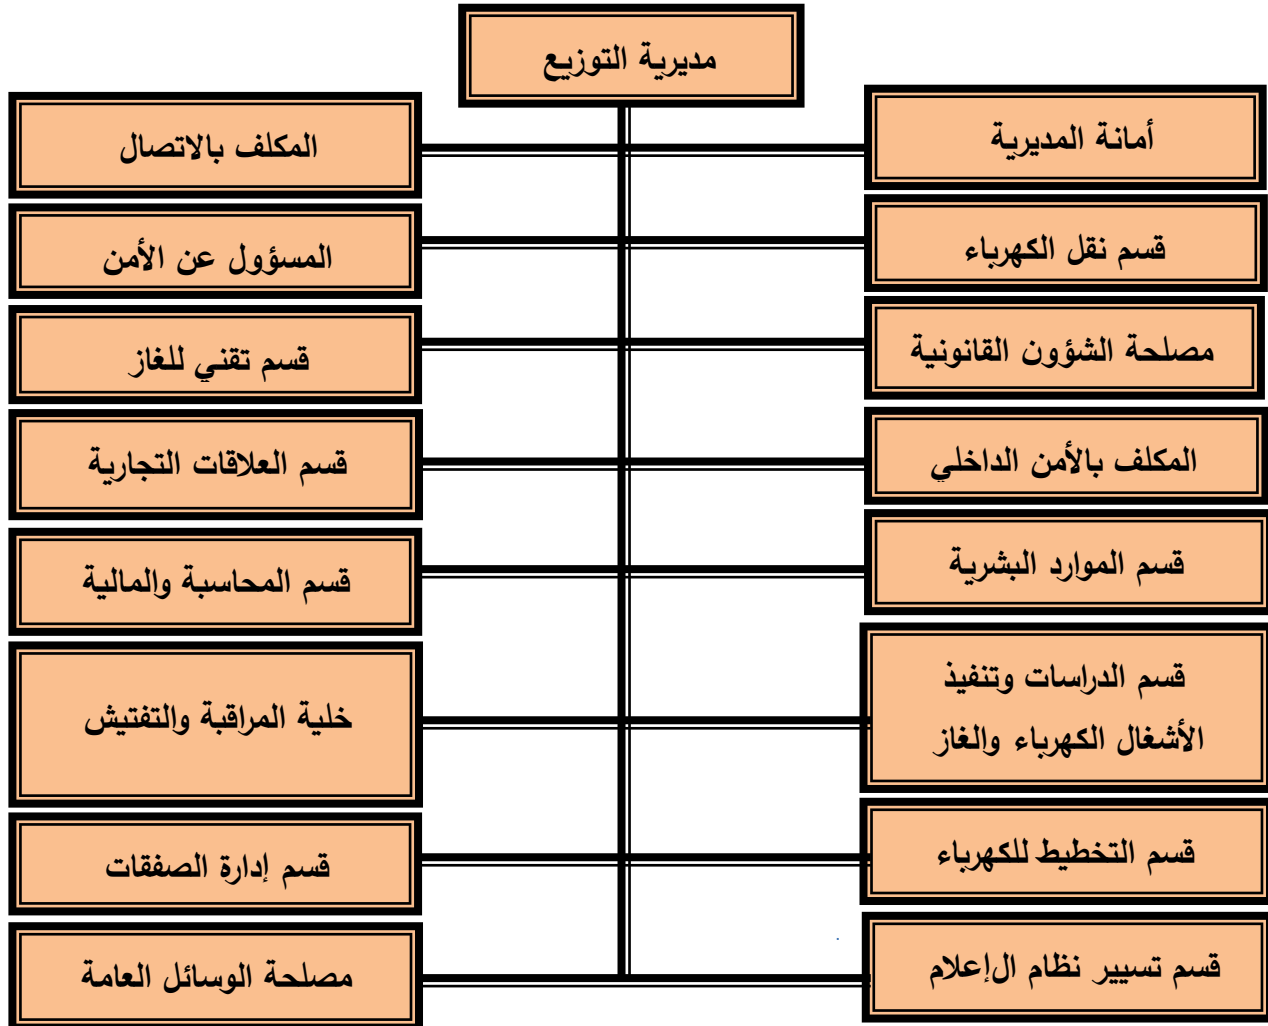 مديرية التوزيع
أمانة المديرية
المكلف بالاتصال
قسم نقل الكهرباء
المسؤول عن الأمن
مصلحة الشؤون القانونية
قسم تقني للغاز
المكلف بالأمن الداخلي
قسم العلاقات التجارية
قسم الموارد البشرية
قسم المحاسبة والمالية
قسم الدراسات وتنفيذ
الأشغال الكهرباء والغاز
خلية المراقبة والتفتيش
قسم التخطيط للكهرباء
قسم إدارة الصفقات
قسم تسيير نظام الإعلام
مصلحة الوسائل العامة